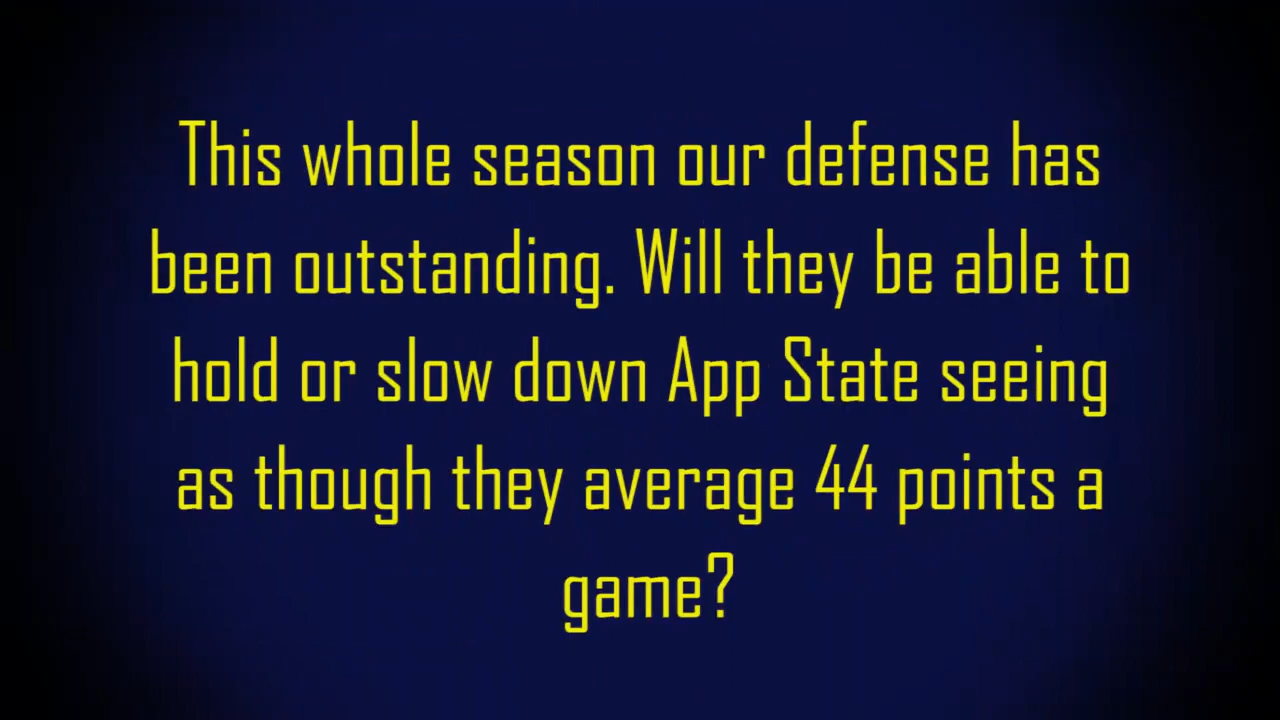 This whole season our defense has
been outstanding. Will they be able to
hold or slow down App State seeing
as though they average 44 points a
game?